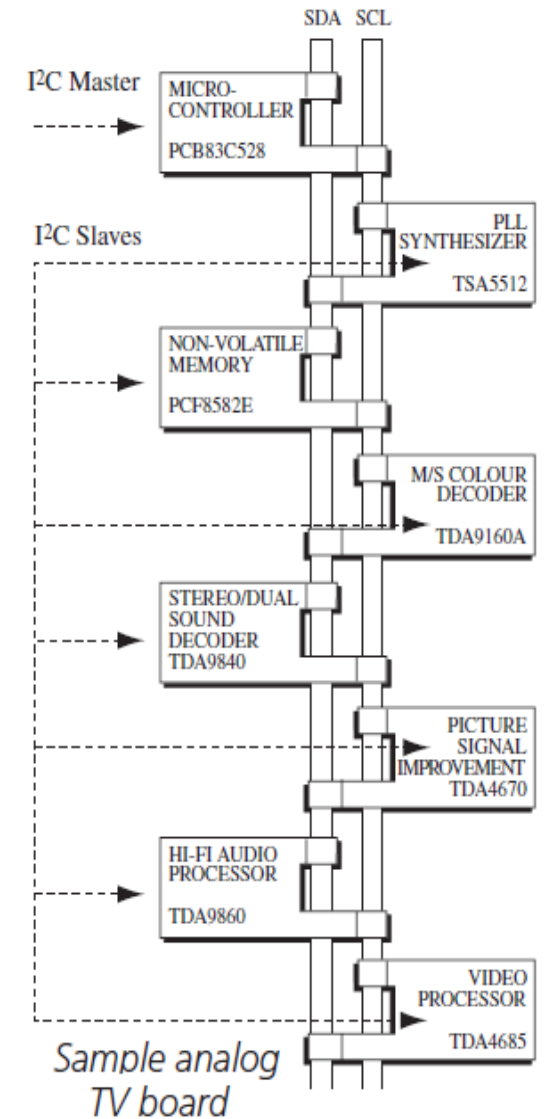 SDA SCL
I²C Master
MICRO-
CONTROLLER
PCB83C528
I²C Slaves
PLL
SYNTHESIZER
TSA5512
NON-VOLATILE
MEMORY
PCF8582E
M/S COLOUR
DECODER
TDA9160A
STEREO/DUAL
SOUND
DECODER
TDA9840
PICTURE
SIGNAL
IMPROVEMENT
TDA4670
HI-FI AUDIO
PROCESSOR
TDA9860
VIDEO
PROCESSOR
TDA4685
Sample analog
TV board